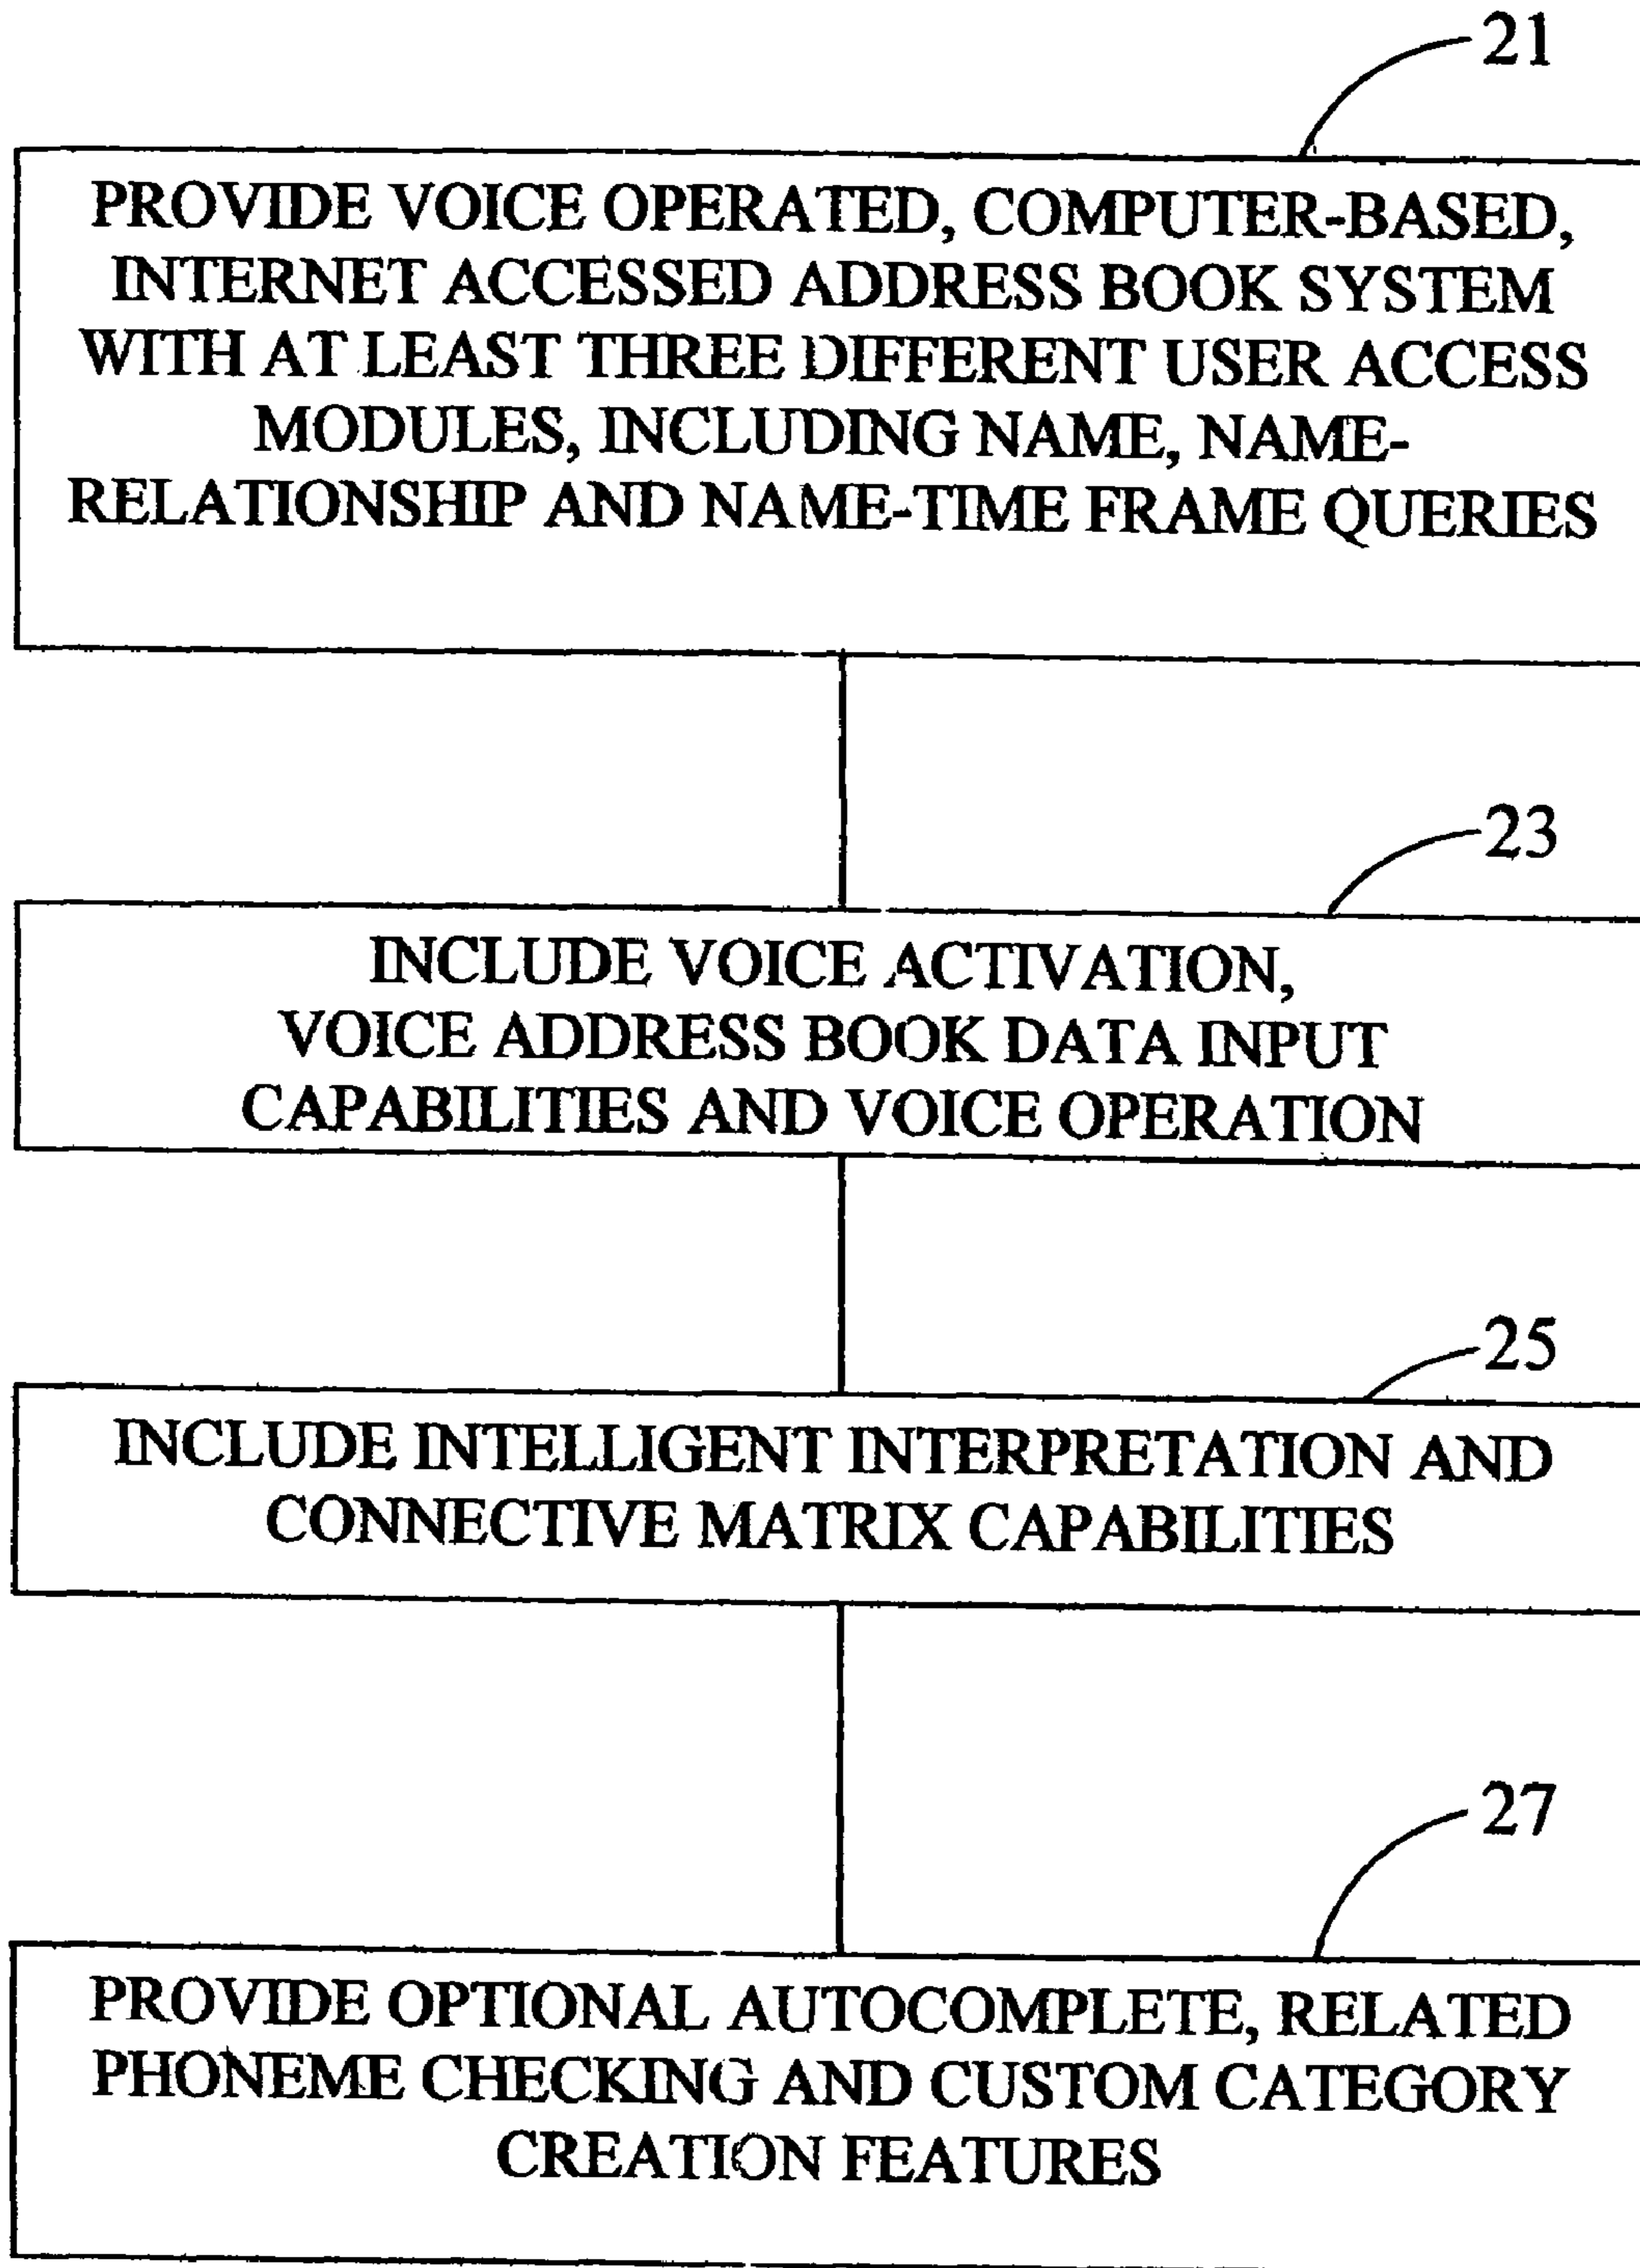 21
PROVIDE VOICE OPERATED, COMPUTER-BASED,
INTERNET ACCESSED ADDRESS BOOK SYSTEM
WITH AT LEAST THREE DIFFERENT USER ACCESS
MODULES, INCLUDING NAME, NAME-
RELATIONSHIP AND NAME-TIME FRAME QUERIES
23
INCLUDE VOICE ACTIVATION,
VOICE ADDRESS BOOK DATA INPUT
CAPABILITIES AND VOICE OPERATION
25
INCLUDE INTELLIGENT INTERPRETATION AND
CONNECTIVE MATRIX CAPABILITIES
27
PROVIDE OPTIONAL AUTOCOMPLETE, RELATED
PHONEME CHECKING AND CUSTOM CATEGORY
CREATION FEATURES